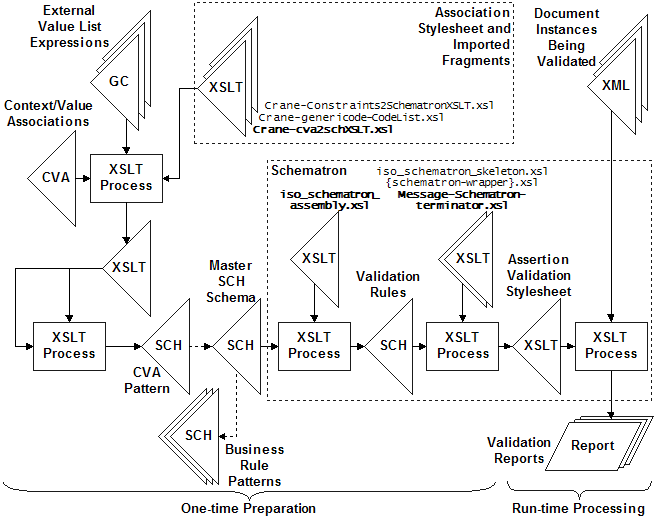 External
Value List
Expressions
GC
Context/Value
Associations
CVA
XSLT
Process
XSLT
Association
Stylesheet and
Imported
Fragments
Crane-Constraints2SchematronXSLT.xsl
Crane-genericode-CodeList.xsl
Crane-cva2schXSLT.xsl
Document
Instances
Being
Validated
XML
XSLT
XSLT
Process
SCH
CVA
Pattern
Master
SCH
Schema
SCH
SCH
Business
Rule
Patterns
Schematron
iso_schematron_
assembly.xsl
iso_schematron_skeleton.xsl
{schematron-wrapper}.xsl
Message-Schematron-
terminator.xsl
XSLT
XSLT
Process
Validation
Rules
SCH
XSLT
XSLT
Process
Assertion
Validation
Stylesheet
XSLT
XSLT
Process
Validation
Reports
Report
One-time Preparation
Run-time Processing